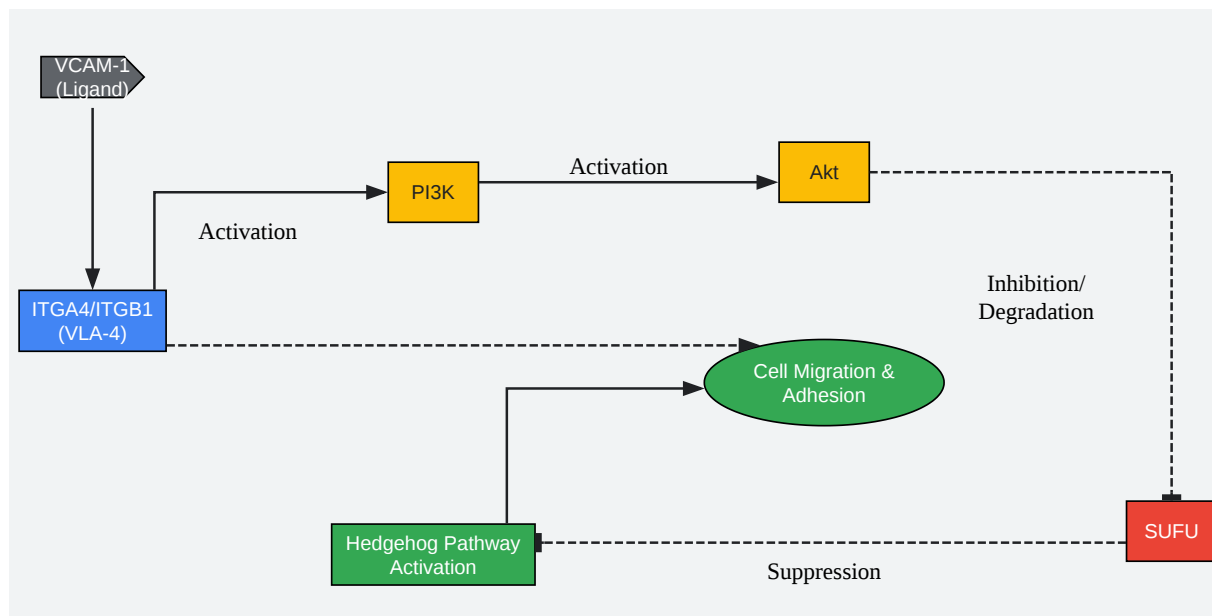 VCAM-1
(Ligand)
Activation
PI3K
Activation
Akt
ITGA4/ITGB1
(VLA-4)
Inhibition/
Degradation
Cell Migration &
Adhesion
Hedgehog Pathway
Activation
Suppression
SUFU